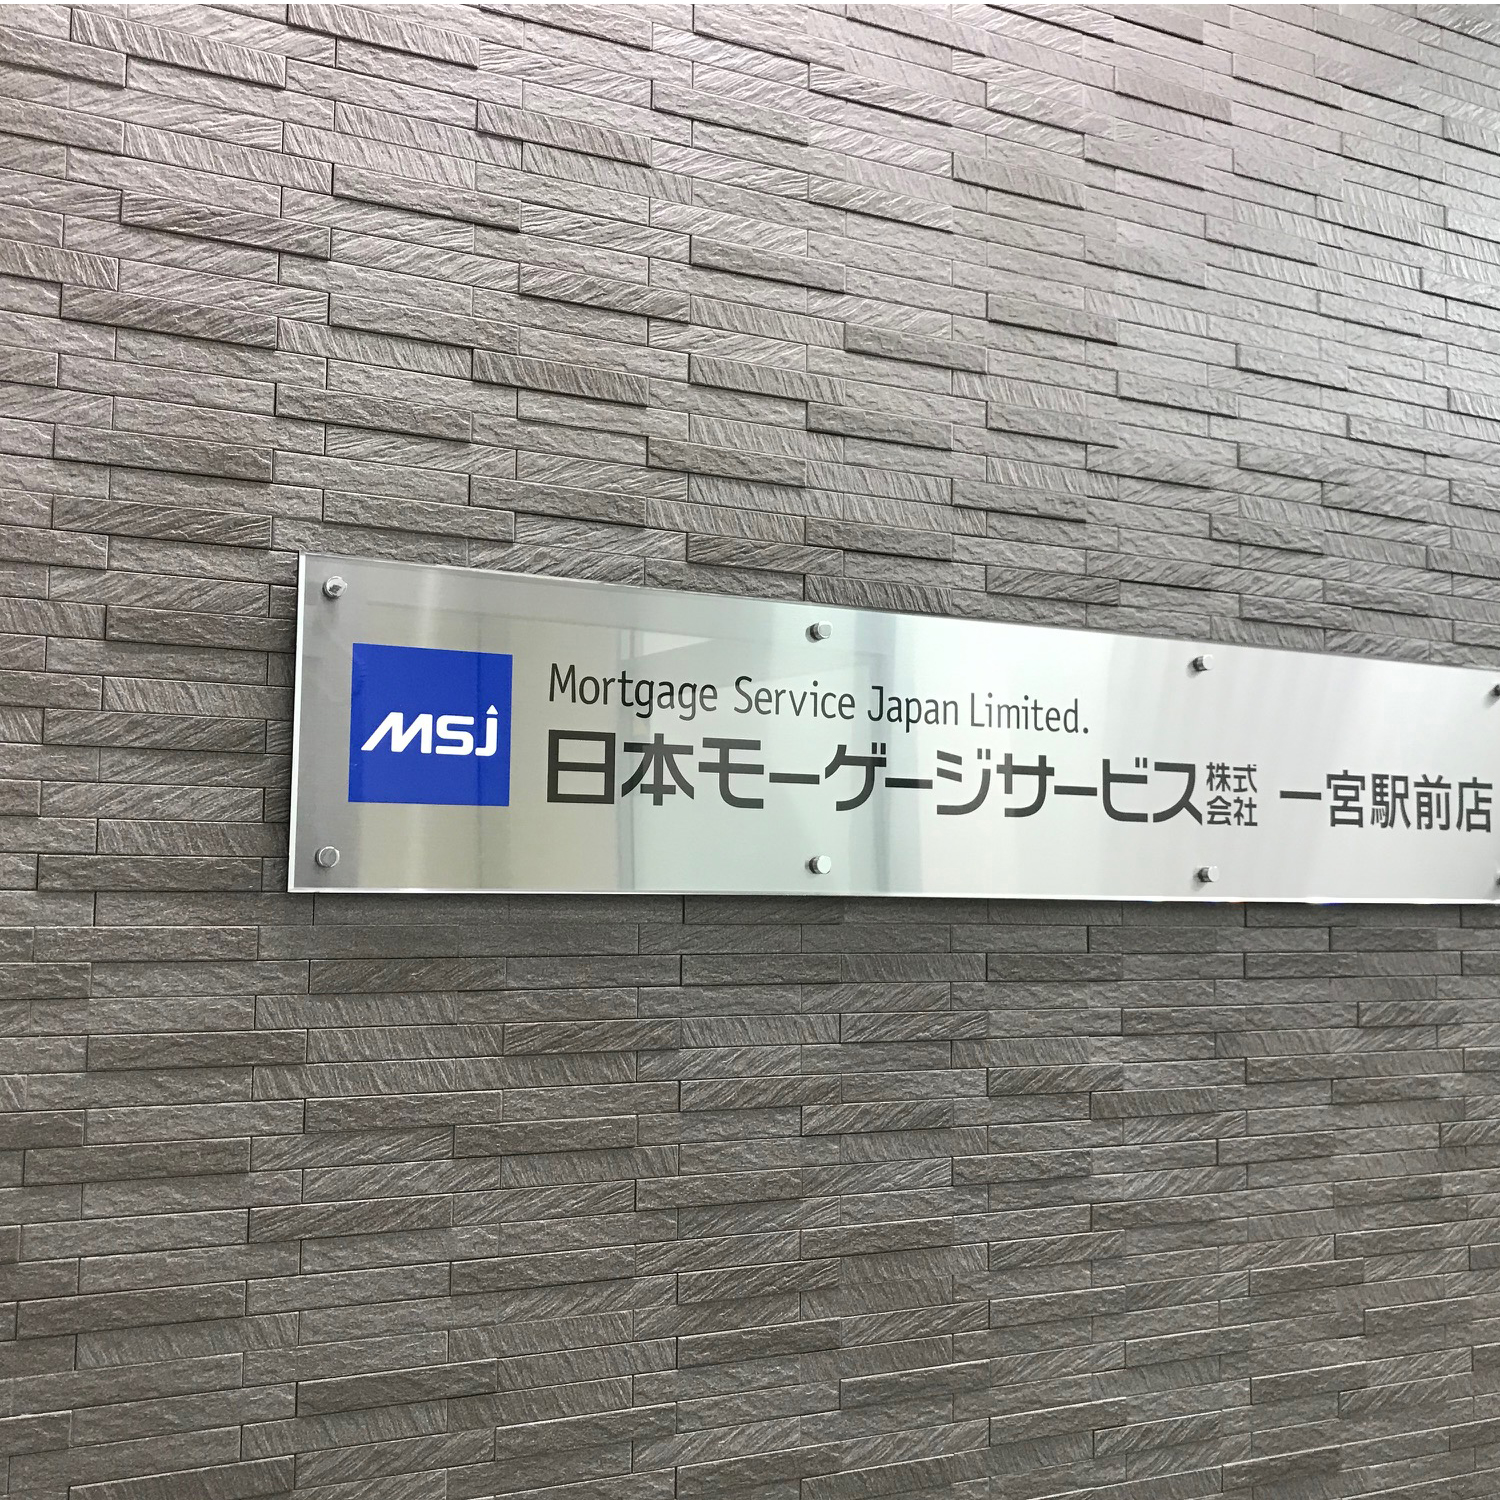 MSJ
Mortgage Service Japan Limited.
日本モーゲージサービス株式会社 一宮駅前店